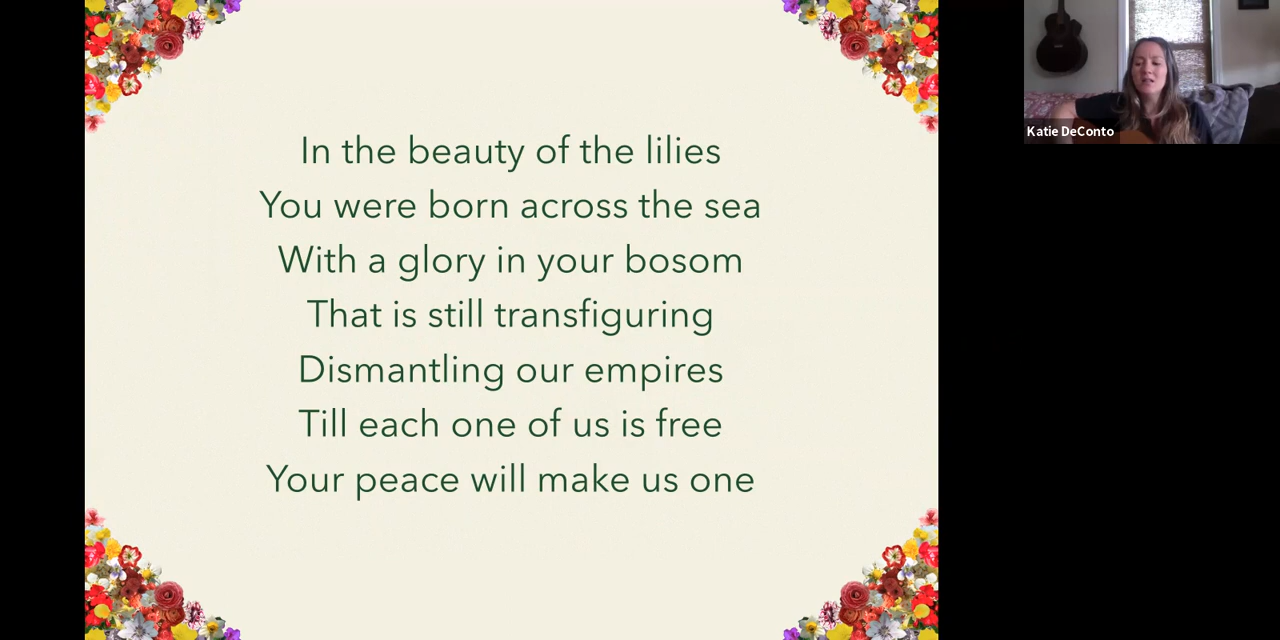 In the beauty of the lilies
You were born across the sea
With a glory in your bosom
That is still transfiguring
Dismantling our empires
Till each one of us is free
Your peace will make us one
Katie DeConto